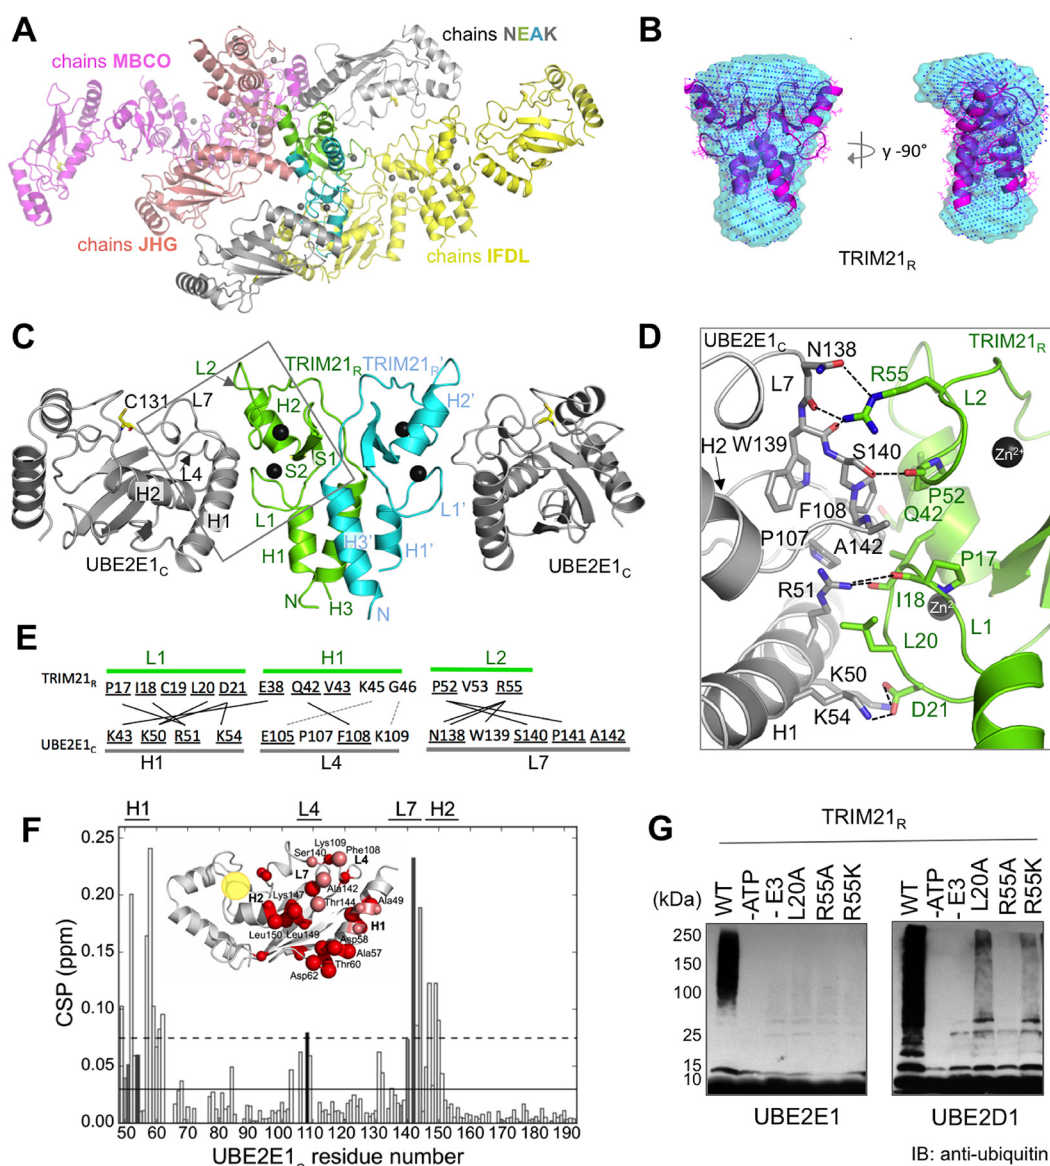 A
chains MBCO
chains NEAK
chains JHG
chains IFDL
B
y -90°
TRIM21R
C
L2
TRIM21R
TRIM21R'
C131
L7
H2
H2'
L4
S1
S2
H2
H1
L1
L1'
UBE2E1C
H1
H3'
H1'
UBE2E1C
N
H3
N
D
UBE2E1C
N138
TRIM21R
L7
R55
L2
H2
W139
S140
Zn2+
P52
F108
Q42
P107
A142
P17
R51
I18
Zn2
L20
L1
K50
K54
D21
H1
E
L1
H1
L2
TRIM21R
P17 I18 C19 L20 D21 E38 Q42 V43 K45 G46 P52 V53 R55
K43 K50 R51 K54 E105 P107 F108 K109 N138 W139 S140 P141 A142
UBE2E1C
H1
L4
L7
F
H1
L4
L7
H2
0.25
0.20
0.15
0.10
0.05
0.00
CSP (ppm)
Lys109
Ser140
Phe108
L4
L7
Lys147
Ala142
H2
Thr144
Ala49
H1
Leu150
Leu149
Asp58
Ala57
Thr60
Asp62
50 60 70 80 90 100 110 120 130 140 150 160 170 180 190
UBE2E1C residue number
G
TRIM21R
(kDa)
WT
-ATP
- E3
L20A
R55A
R55K
WT
-ATP
- E3
L20A
R55A
R55K
250
150
100
25
15
10
250
150
100
25
15
10
UBE2E1
UBE2D1
IB: anti-ubiquitin